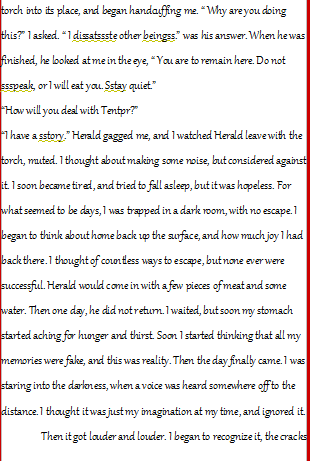 torch into its place, and began handcuffing me. “ Why are you doing
this?” I asked. “ I dissatssste other beingss.” was his answer. When he was
finished, he looked at me in the eye, “ You are to remain here. Do not
ssspeak, or I will eat you. Sstay quiet.”
“How will you deal with Tentpr?”
“I have a sstory.” Herald gagged me, and I watched Herald leave with the
torch, muted. I thought about making some noise, but considered against
it. I soon became tired, and tried to fall asleep, but it was hopeless. For
what seemed to be days, I was trapped in a dark room, with no escape. I
began to think about home back up the surface, and how much joy I had
back there. I thought of countless ways to escape, but none ever were
successful. Herald would come in with a few pieces of meat and some
water. Then one day, he did not return. I waited, but soon my stomach
started aching for hunger and thirst. Soon I started thinking that all my
memories were fake, and this was reality. Then the day finally came. I was
staring into the darkness, when a voice was heard somewhere off to the
distance. I thought it was just my imagination at my time, and ignored it.
Then it got louder and louder. I began to recognize it, the cracks